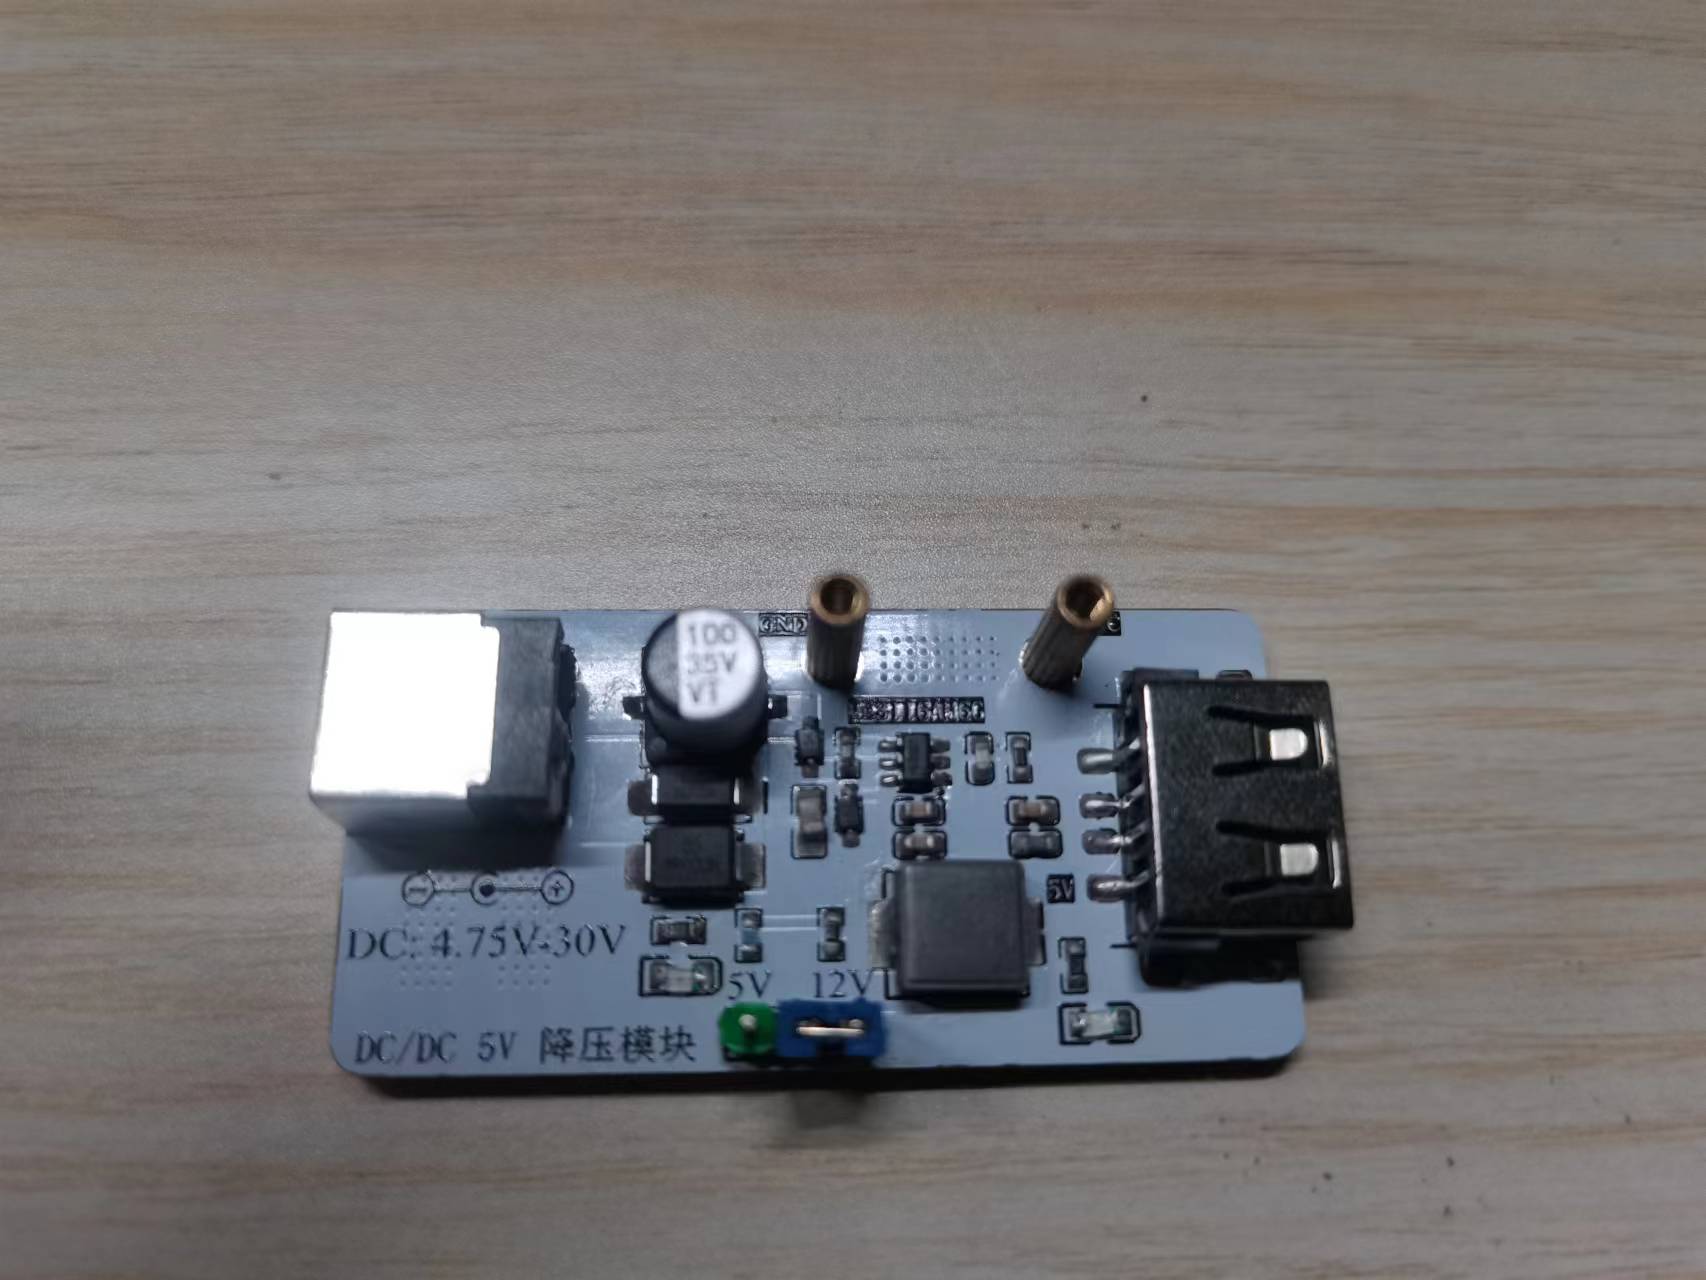 100
35V
VT
GND
5V
DC: 4.75V-30V
5V 12V
DC/DC 5V 降压模块